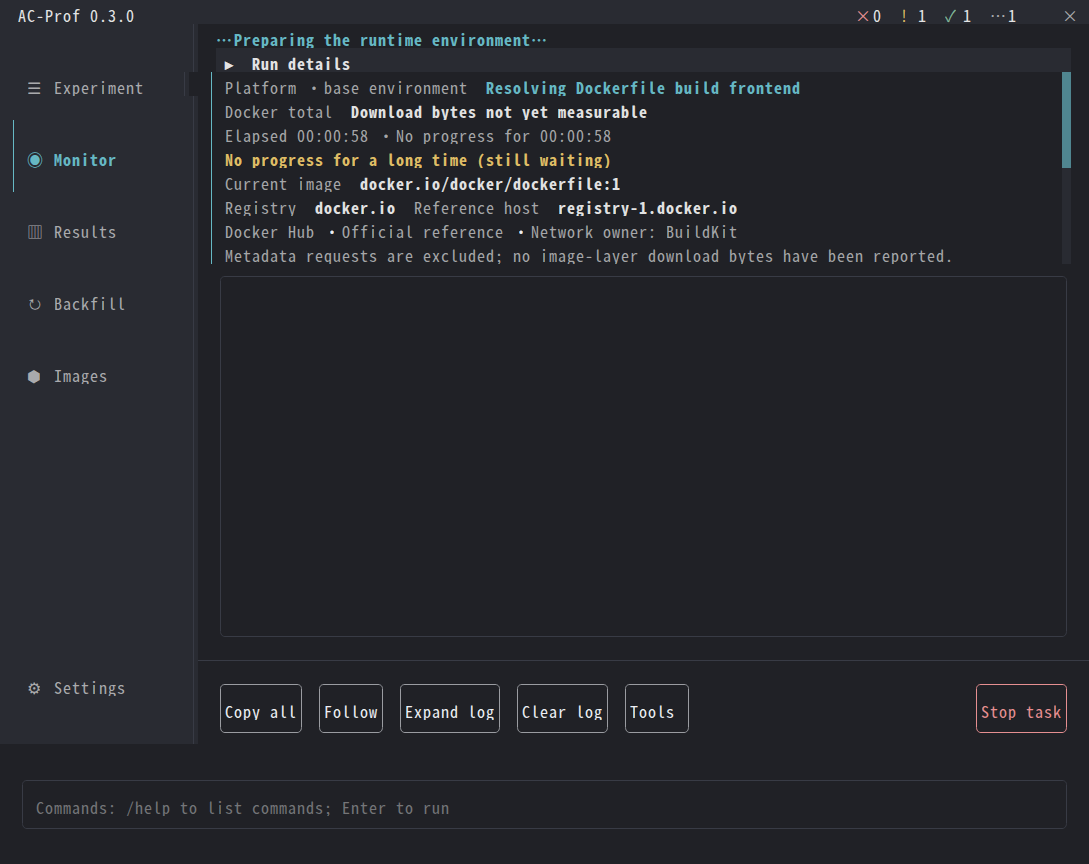 AC-Prof 0.3.0
✕ 0 ! 1 ✓ 1 ⋯1 ✕
⋯Preparing the runtime environment⋯
▶ Run details
☰ Experiment
Platform • base environment Resolving Dockerfile build frontend
Docker total Download bytes not yet measurable
Elapsed 00:00:58 • No progress for 00:00:58
◉ Monitor
No progress for a long time (still waiting)
Current image docker.io/docker/dockerfile:1
Registry docker.io Reference host registry-1.docker.io
▥ Results
Docker Hub • Official reference • Network owner: BuildKit
Metadata requests are excluded; no image-layer download bytes have been reported.
↻ Backfill
⬢ Images
⚙ Settings
Copy all Follow Expand log Clear log Tools Stop task
Commands: /help to list commands; Enter to run